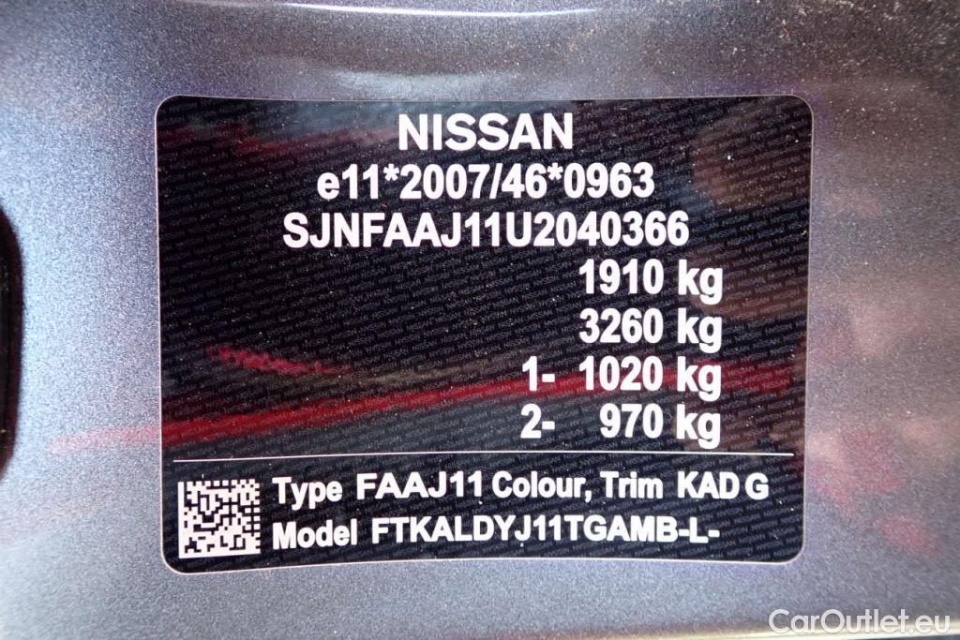 NISSAN
e11*2007/46*0963
SJNFAAJ11U2040366
1910 kg
3260 kg
1- 1020 kg
2- 970 kg
Type FAAJ11 Colour, Trim KAD G
Model FTKALDYJ11TGAMB-L-
CarOutlet.eu